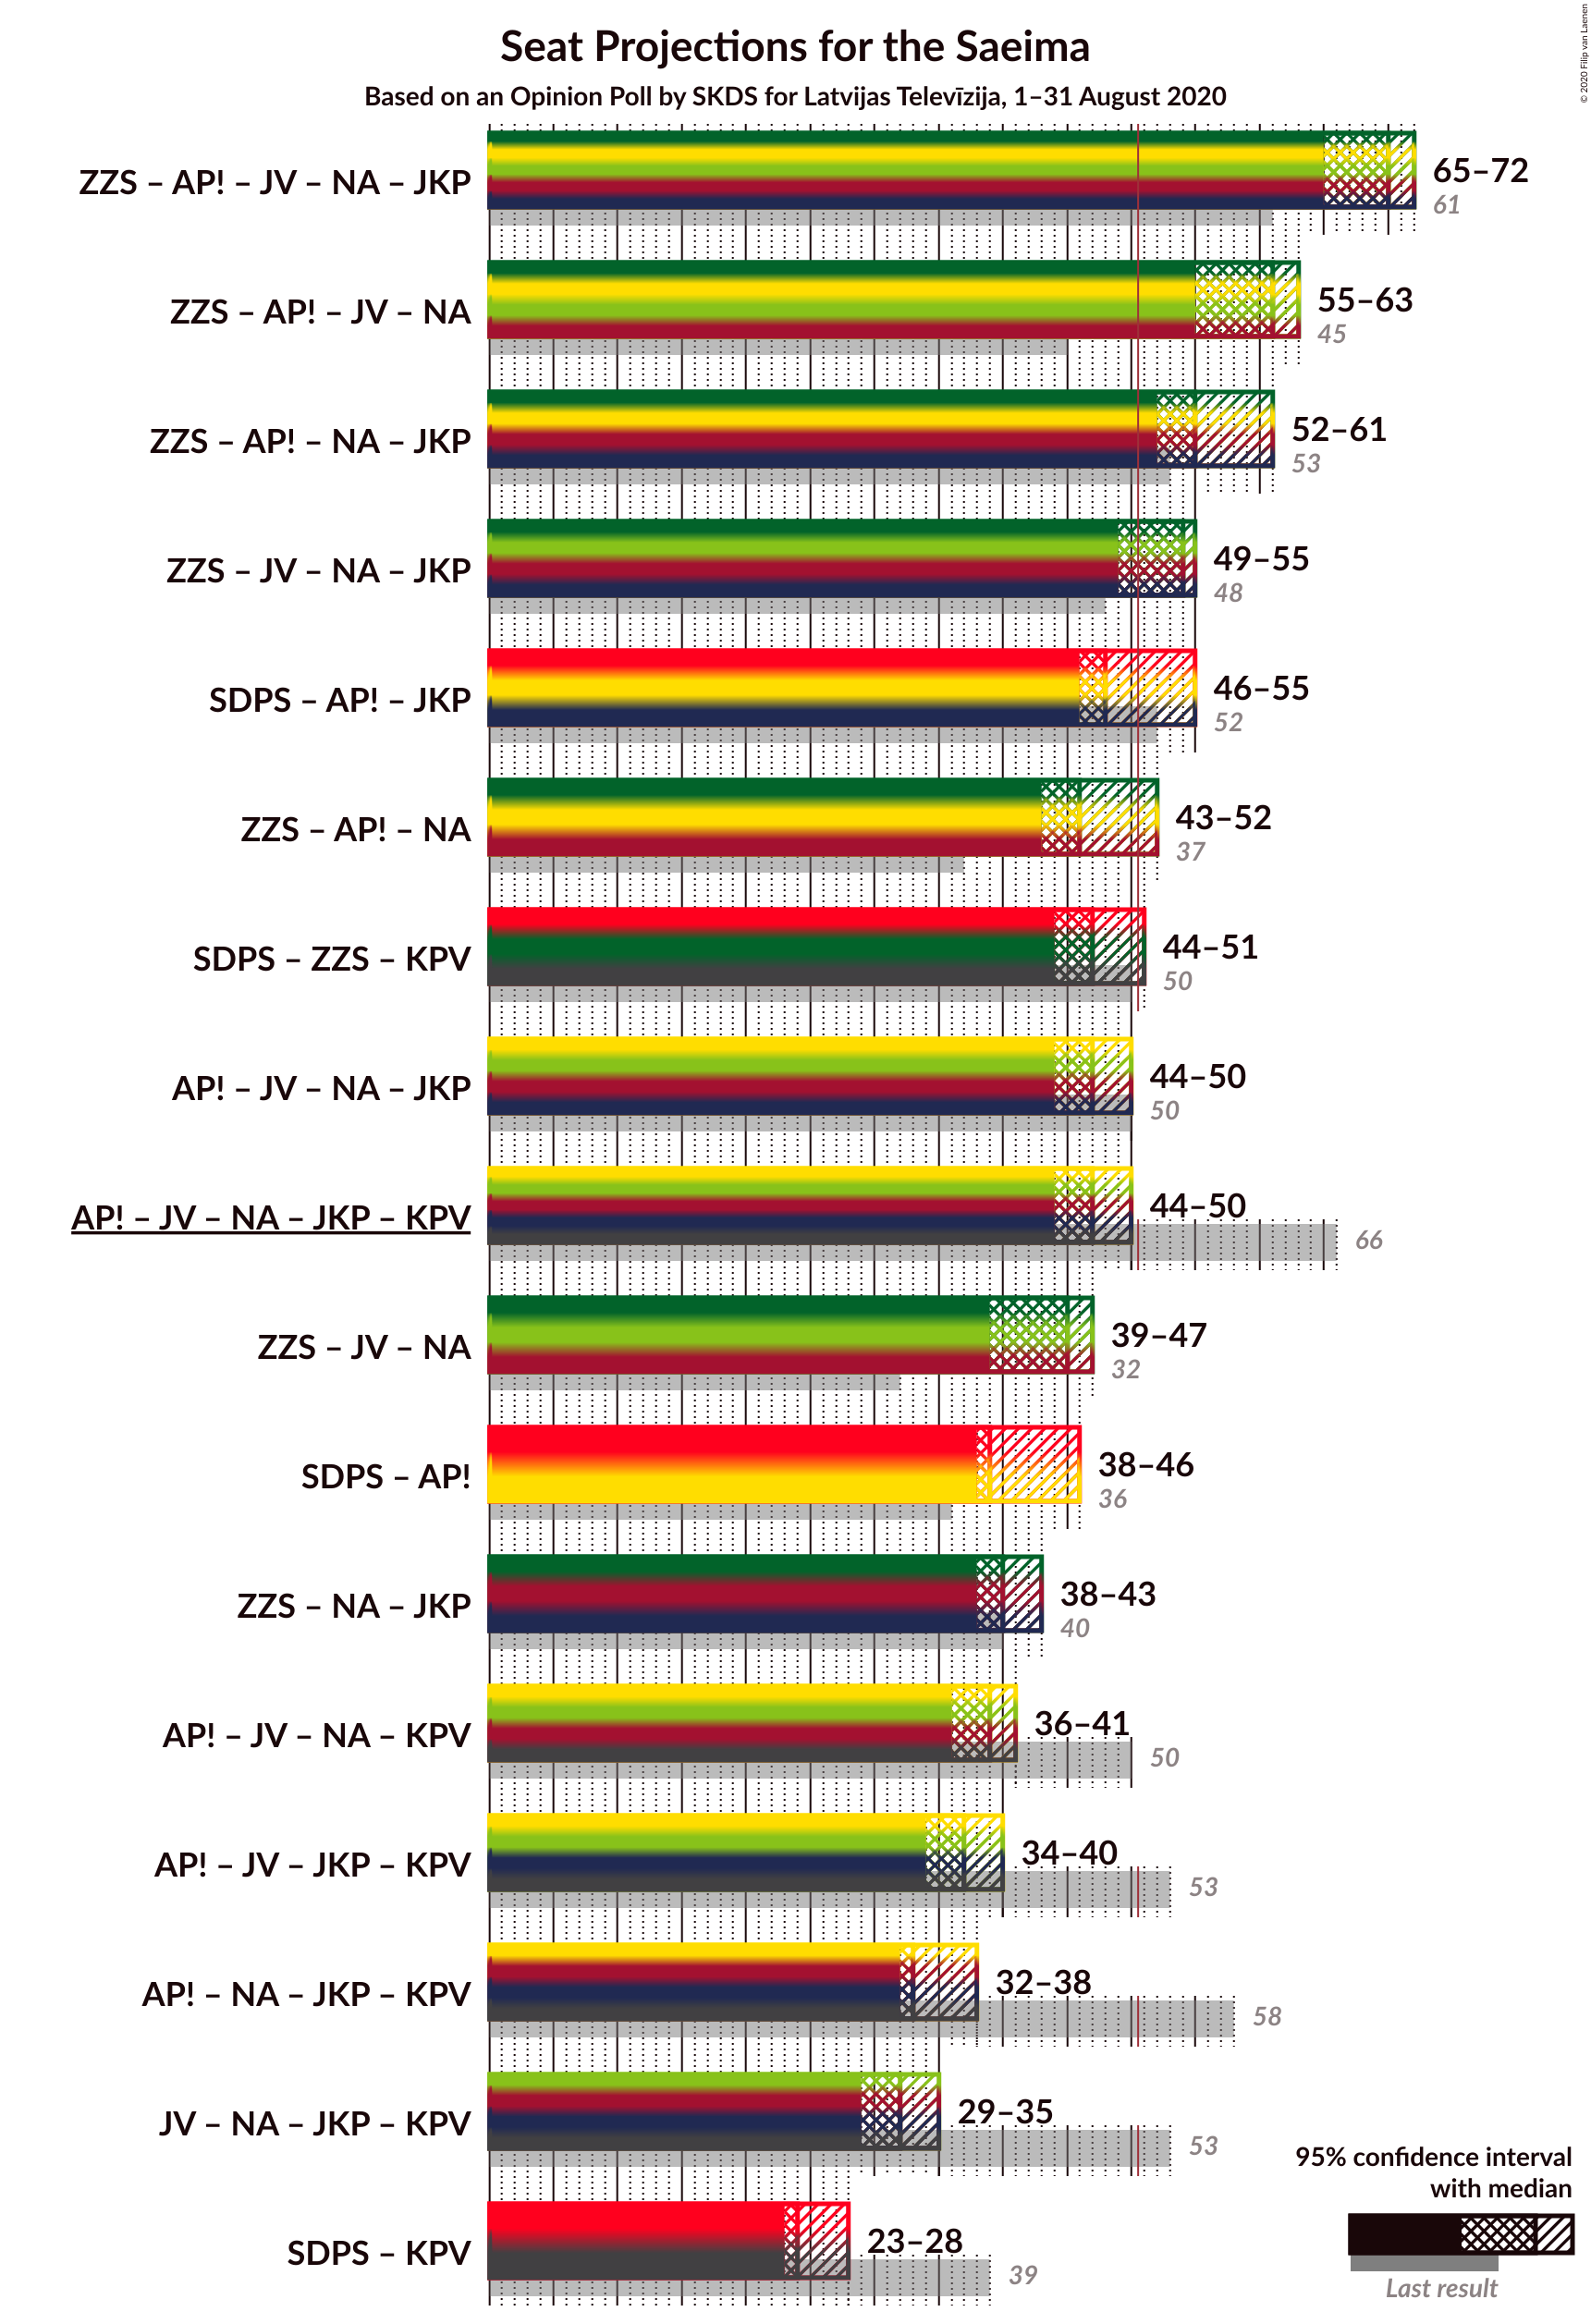 © 2020 Filip van Laenen
Seat Projections for the Saeima
Based on an Opinion Poll by SKDS for Latvijas Televīzija, 1–31 August 2020
ZZS – AP! – JV – NA – JKP
65–72
61
ZZS – AP! – JV – NA
55–63
45
ZZS – AP! – NA – JKP
52–61
53
ZZS – JV – NA – JKP
49–55
48
SDPS – AP! – JKP
46–55
52
ZZS – AP! – NA
43–52
37
SDPS – ZZS – KPV
44–51
50
AP! – JV – NA – JKP
44–50
50
AP! – JV – NA – JKP – KPV
44–50
66
ZZS – JV – NA
39–47
32
SDPS – AP!
38–46
36
ZZS – NA – JKP
38–43
40
AP! – JV – NA – KPV
36–41
50
AP! – JV – JKP – KPV
34–40
53
AP! – NA – JKP – KPV
32–38
58
JV – NA – JKP – KPV
29–35
53
SDPS – KPV
23–28
39
95% confidence interval
with median
Last result